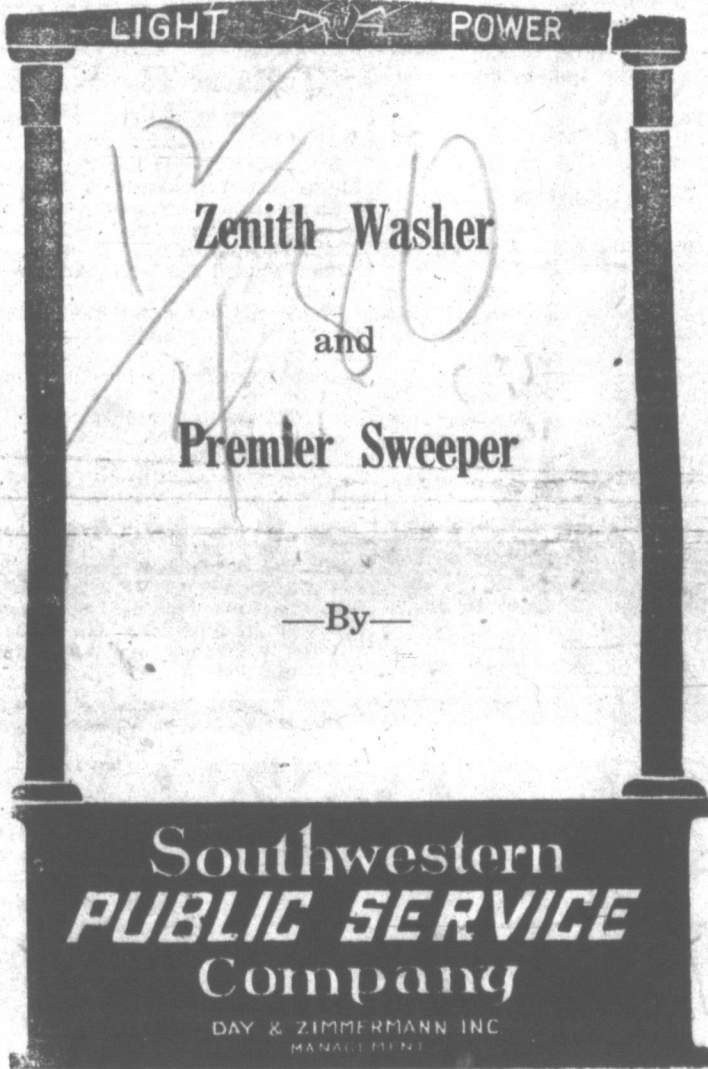 LIGHT POWER
Zenith Washer
and
Premier Sweeper
—By—
Southwestern
PUBLIC SERVICE
Company
DAY & ZIMMERMANN INC
MANAGEMENT